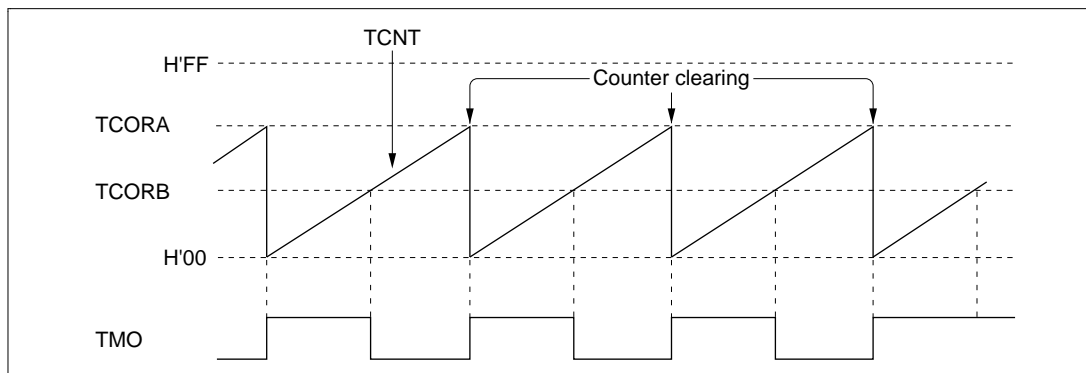 TCNT
H'FF
Counter clearing
TCORA
TCORB
H'00
TMO